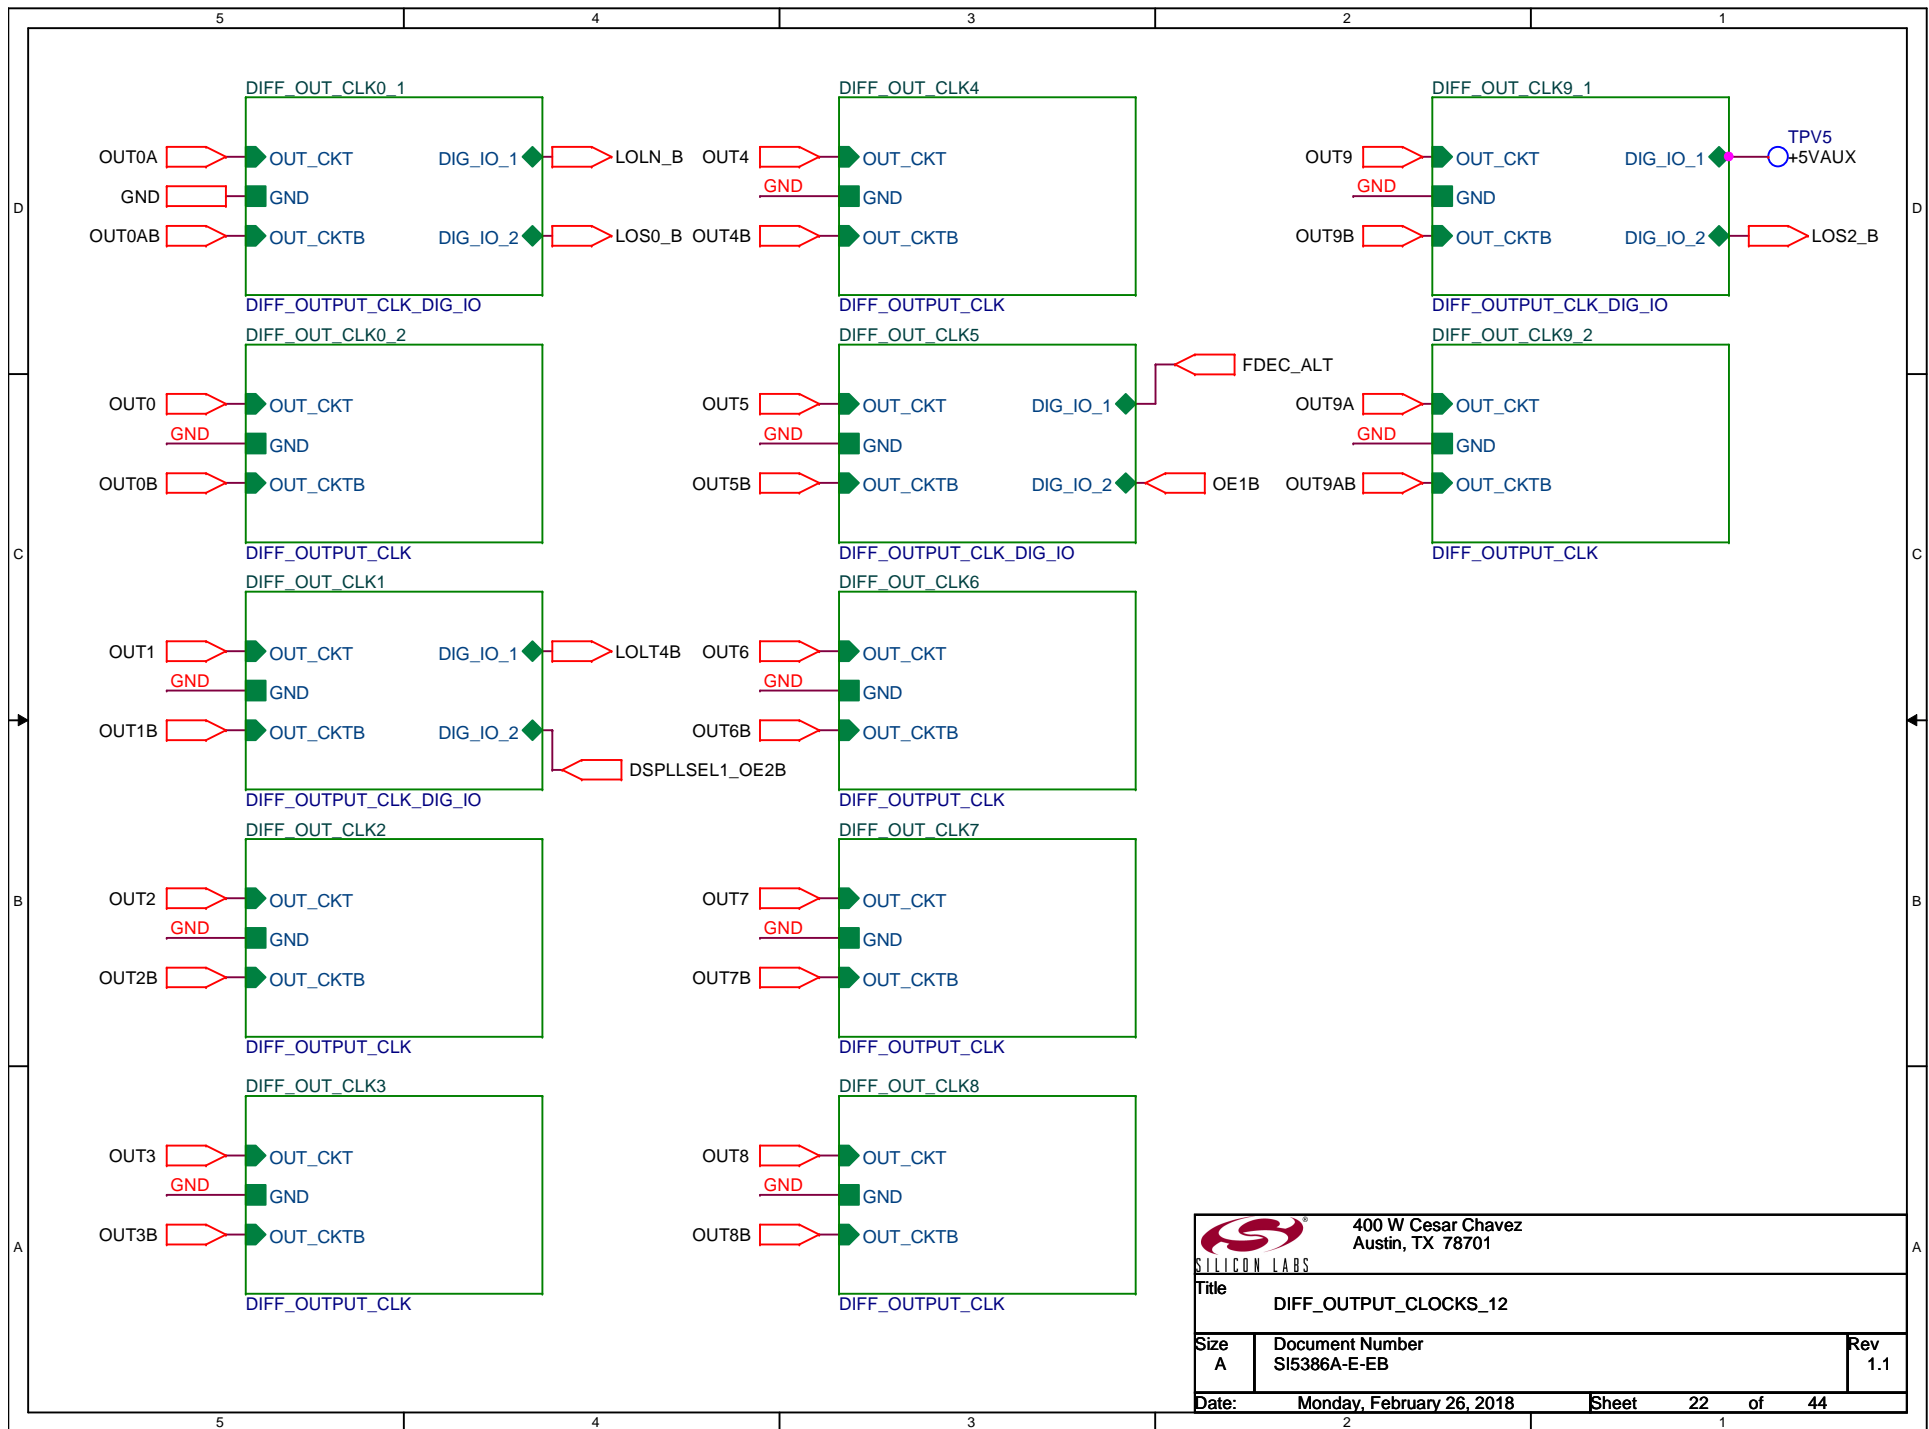 5 4 3 2 1
DIFF_OUT_CLK0_1
OUT0A OUT_CKT DIG_IO_1 LOLN_B
GND GND
OUT0AB OUT_CKTB DIG_IO_2 LOS0_B
DIFF_OUTPUT_CLK_DIG_IO
DIFF_OUT_CLK4
OUT4 OUT_CKT
GND GND
OUT4B OUT_CKTB
DIFF_OUTPUT_CLK
DIFF_OUT_CLK9_1
TPV5
OUT9 OUT_CKT DIG_IO_1 +5VAUX
GND GND
OUT9B OUT_CKTB DIG_IO_2 LOS2_B
DIFF_OUTPUT_CLK_DIG_IO
D D
DIFF_OUT_CLK0_2
OUT0 OUT_CKT
GND GND
OUT0B OUT_CKTB
DIFF_OUTPUT_CLK
DIFF_OUT_CLK5
FDEC_ALT
OUT5 OUT_CKT DIG_IO_1
GND GND
OUT5B OUT_CKTB DIG_IO_2 OE1B
DIFF_OUTPUT_CLK_DIG_IO
DIFF_OUT_CLK9_2
OUT9A OUT_CKT
GND GND
OUT9AB OUT_CKTB
DIFF_OUTPUT_CLK
C C
DIFF_OUT_CLK1
OUT1 OUT_CKT DIG_IO_1 LOLT4B
GND GND
OUT1B OUT_CKTB DIG_IO_2
DSPLLSEL1_OE2B
DIFF_OUTPUT_CLK_DIG_IO
DIFF_OUT_CLK6
OUT6 OUT_CKT
GND GND
OUT6B OUT_CKTB
DIFF_OUTPUT_CLK
DIFF_OUT_CLK2
OUT2 OUT_CKT
GND GND
OUT2B OUT_CKTB
DIFF_OUTPUT_CLK
DIFF_OUT_CLK7
OUT7 OUT_CKT
GND GND
OUT7B OUT_CKTB
DIFF_OUTPUT_CLK
B B
DIFF_OUT_CLK3
OUT3 OUT_CKT
GND GND
OUT3B OUT_CKTB
DIFF_OUTPUT_CLK
DIFF_OUT_CLK8
OUT8 OUT_CKT
GND GND
OUT8B OUT_CKTB
DIFF_OUTPUT_CLK
A A
SILICON LABS ®
400 W Cesar Chavez
Austin, TX 78701
Title
DIFF_OUTPUT_CLOCKS_12
Size Document Number Rev
A SI5386A-E-EB 1.1
Date: Monday, February 26, 2018 Sheet 22 of 44
5 4 3 2 1